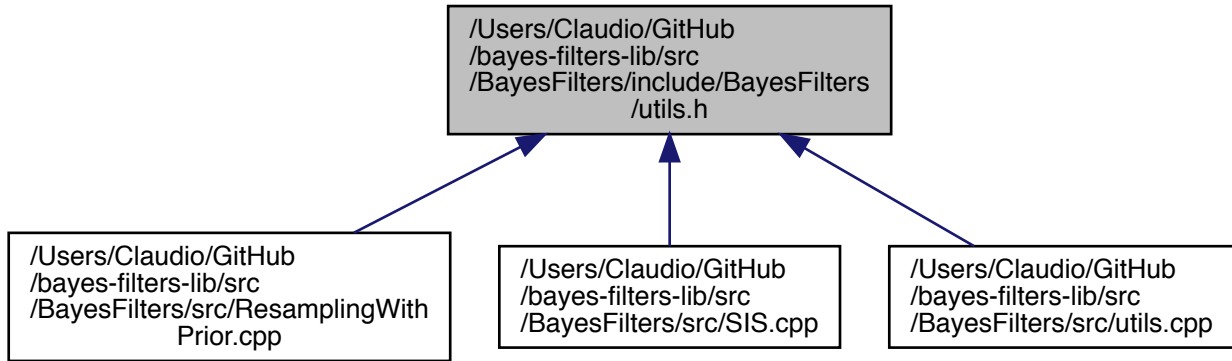 /Users/Claudio/GitHub
/bayes-filters-lib/src
/BayesFilters/include/BayesFilters
/utils.h
/Users/Claudio/GitHub
/bayes-filters-lib/src
/BayesFilters/src/ResamplingWith
Prior.cpp
/Users/Claudio/GitHub
/bayes-filters-lib/src
/BayesFilters/src/SIS.cpp
/Users/Claudio/GitHub
/bayes-filters-lib/src
/BayesFilters/src/utils.cpp